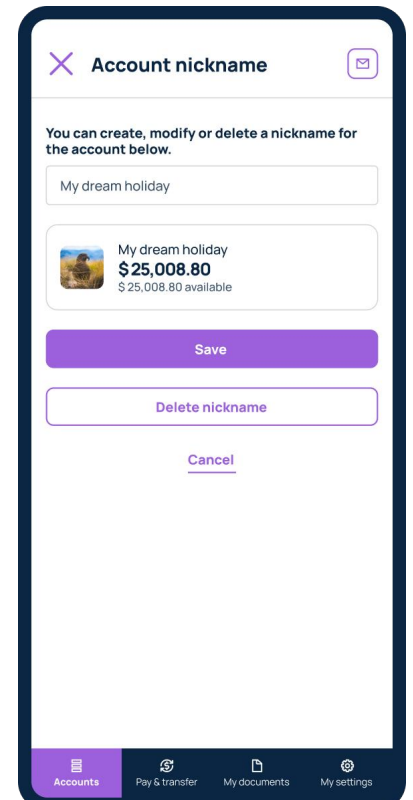 Account nickname
You can create, modify or delete a nickname for
the account below.
My dream holiday
My dream holiday
$25,008.80
$25,008.80 available
Save
Delete nickname
Cancel
Accounts
Pay & transfer
My documents
My settings